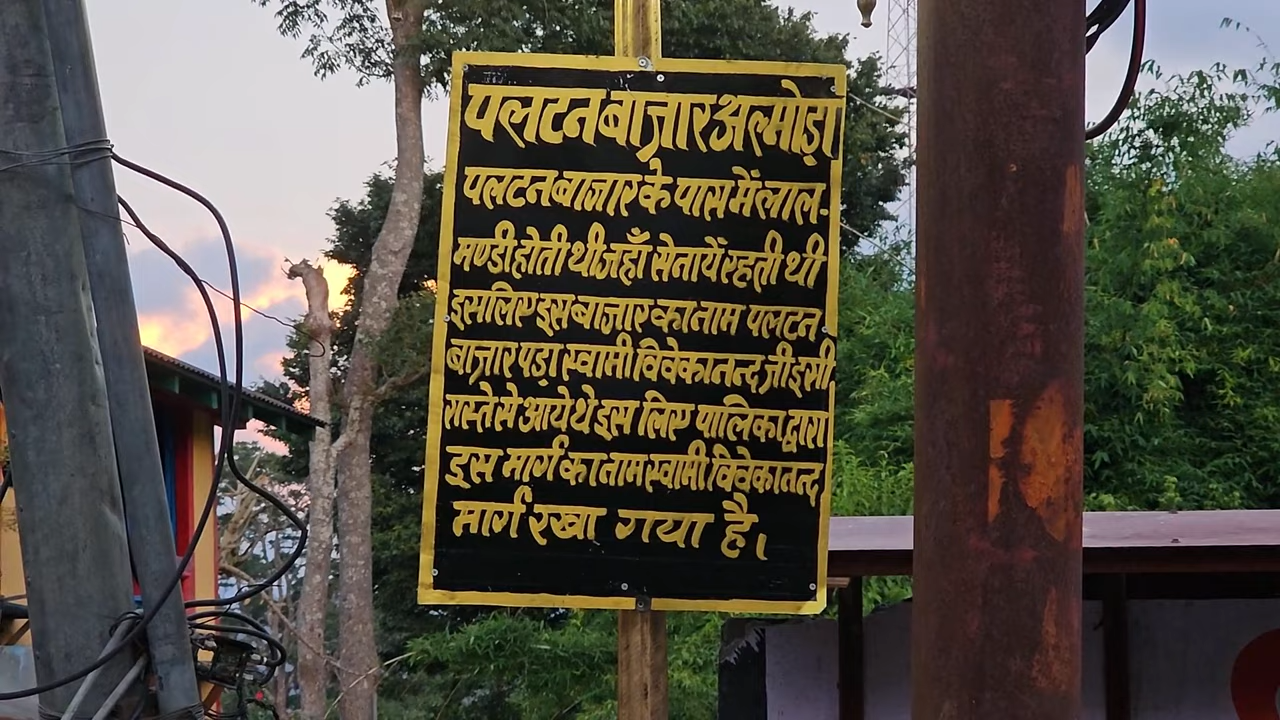 पलटन बाज़ार अल्मोड़ा
पलटन बाजार के पास में लाल-
मण्डी होती थी जहाँ सेनायें रहती थी
इसलिए इस बाजार का नाम पलटन
बाज़ार पड़ा स्वामी विवेकानन्द जी इसी
रास्ते से आये थे इस लिए पालिका द्वारा
इस मार्ग का नाम स्वामी विवेकानन्द
मार्ग रखा गया है।